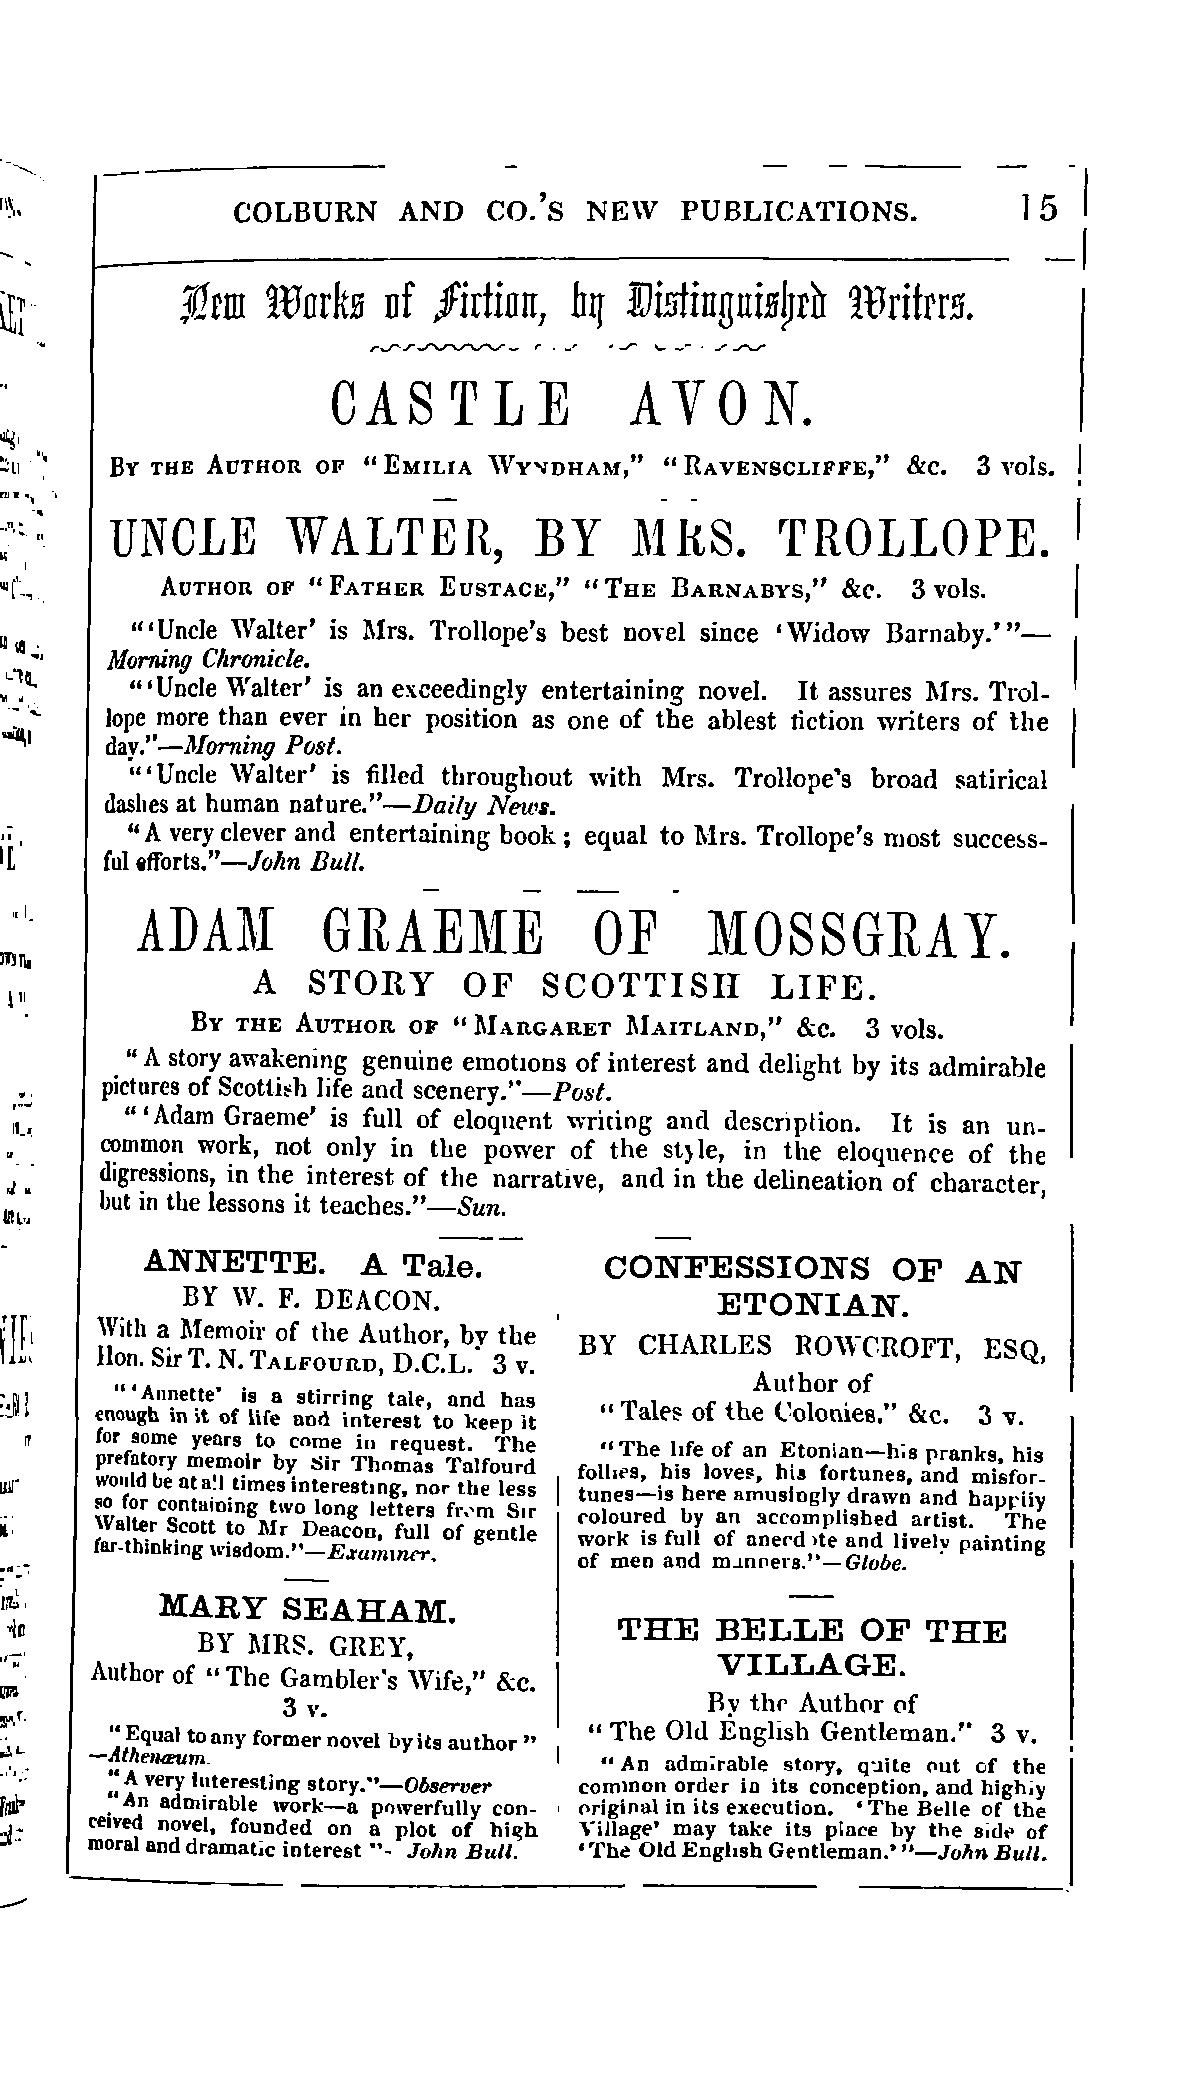 COLBURN AND CO.'S NEW PUBLICATIONS. 15
New Works of Fiction, by Distinguished Writers.
CASTLE AVON.
BY THE AUTHOR OF "EMILIA WYNDHAM," "RAVENSCLIFFE," &c. 3 vols.
UNCLE WALTER, BY MRS. TROLLOPE.
AUTHOR OF "FATHER EUSTACE," "THE BARNABYS," &c. 3 vols.
"'Uncle Walter' is Mrs. Trollope's best novel since 'Widow Barnaby.'"—
Morning Chronicle.
"'Uncle Walter' is an exceedingly entertaining novel. It assures Mrs. Trol-
lope more than ever in her position as one of the ablest fiction writers of the
day."—Morning Post.
"'Uncle Walter' is filled throughout with Mrs. Trollope's broad satirical
dashes at human nature."—Daily News.
"A very clever and entertaining book; equal to Mrs. Trollope's most success-
ful efforts."—John Bull.
ADAM GRAEME OF MOSSGRAY.
A STORY OF SCOTTISH LIFE.
BY THE AUTHOR OF "MARGARET MAITLAND," &c. 3 vols.
"A story awakening genuine emotions of interest and delight by its admirable
pictures of Scottish life and scenery."—Post.
"'Adam Graeme' is full of eloquent writing and description. It is an un-
common work, not only in the power of the style, in the eloquence of the
digressions, in the interest of the narrative, and in the delineation of character,
but in the lessons it teaches."—Sun.
ANNETTE. A Tale.
BY W. F. DEACON.
With a Memoir of the Author, by the
Hon. Sir T. N. TALFOURD, D.C.L. 3 v.
"'Annette' is a stirring tale, and has
enough in it of life and interest to keep it
for some years to come in request. The
prefatory memoir by Sir Thomas Talfourd
would be at all times interesting, nor the less
so for containing two long letters from Sir
Walter Scott to Mr Deacon, full of gentle
far-thinking wisdom."—Examiner.
MARY SEAHAM.
BY MRS. GREY,
Author of "The Gambler's Wife," &c.
3 v.
"Equal to any former novel by its author"
—Athenæum.
"A very interesting story."—Observer
"An admirable work—a powerfully con-
ceived novel, founded on a plot of high
moral and dramatic interest"- John Bull.
CONFESSIONS OF AN
ETONIAN.
BY CHARLES ROWCROFT, ESQ,
Author of
"Tales of the Colonies," &c. 3 v.
"The life of an Etonian—his pranks, his
follies, his loves, his fortunes, and misfor-
tunes—is here amusingly drawn and happily
coloured by an accomplished artist. The
work is full of anecdote and lively painting
of men and manners."—Globe.
THE BELLE OF THE
VILLAGE.
By the Author of
"The Old English Gentleman." 3 v.
"An admirable story, quite out of the
common order in its conception, and highly
original in its execution. 'The Belle of the
Village' may take its place by the side of
'The Old English Gentleman.'"—John Bull.